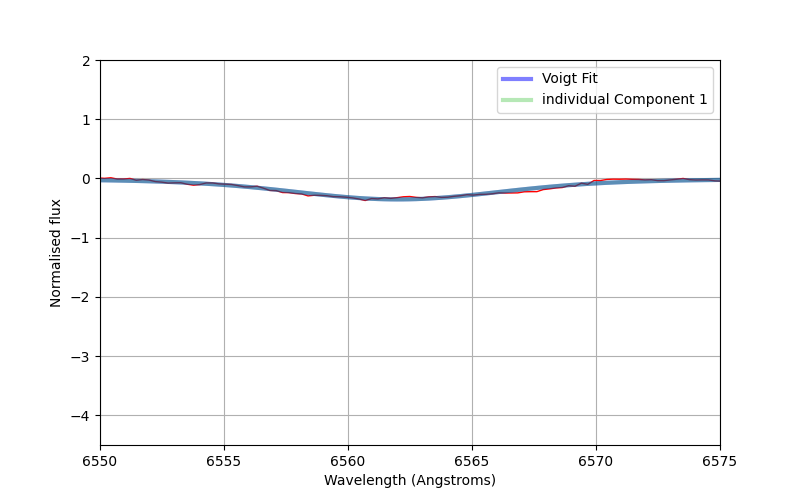 Voigt Fit
individual Component 1
2
1
0
−1
−2
−3
−4
Normalised flux
6550 6555 6560 6565 6570 6575
Wavelength (Angstroms)